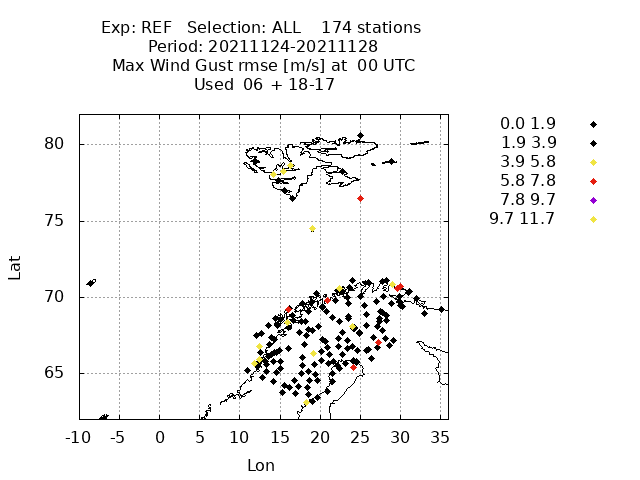 Exp: REF   Selection: ALL    174 stations
Period: 20211124-20211128
Max Wind Gust rmse [m/s] at  00 UTC
Used  06 + 18-17
0.0 1.9
1.9 3.9
3.9 5.8
5.8 7.8
7.8 9.7
9.7 11.7
Lat
80
75
70
65
-10 -5 0 5 10 15 20 25 30 35
Lon